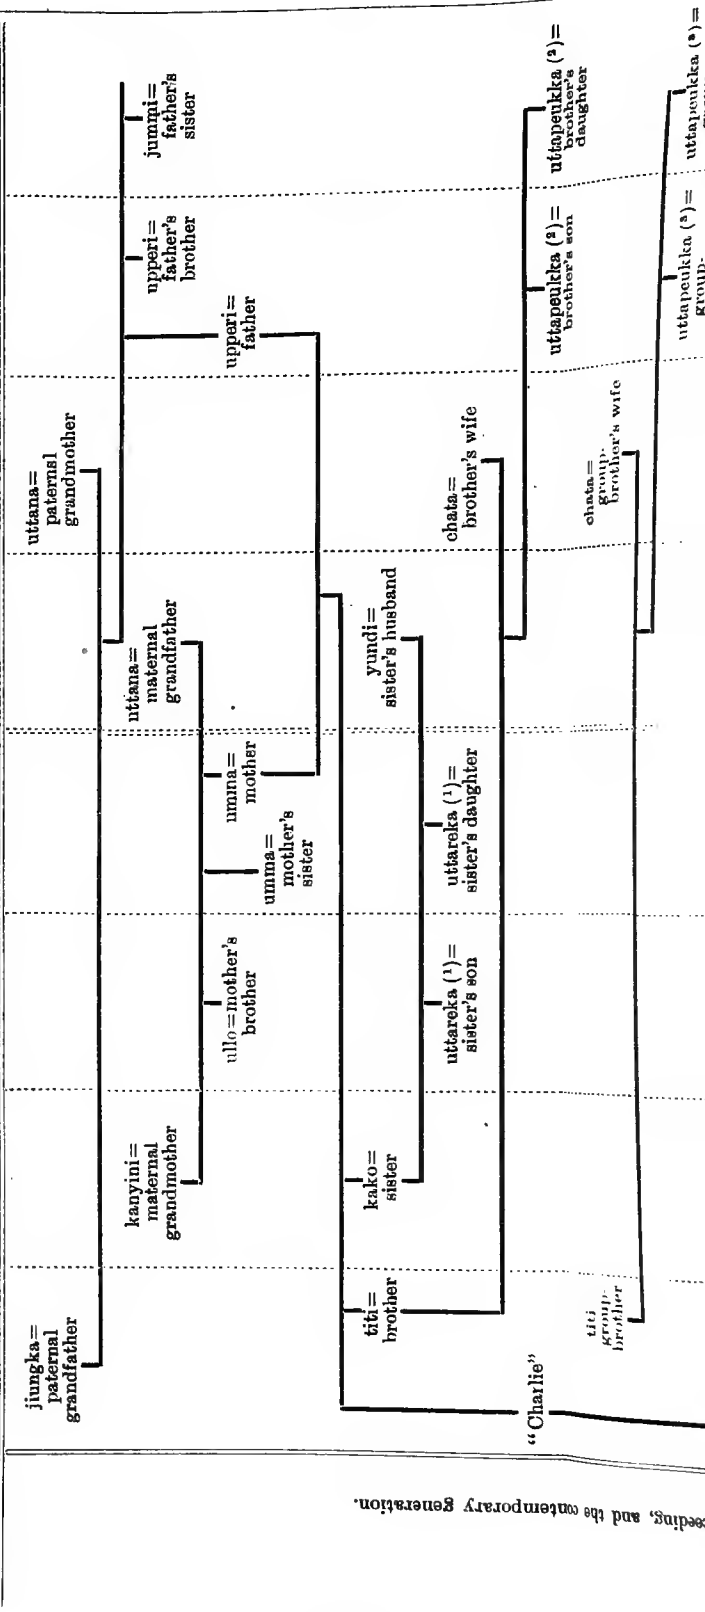 jiungka=
paternal
grandfather
uttana=
paternal
grandmother
kanyini=
maternal
grandmother
uttana=
maternal
grandfather
upperi=
father's
brother
jummi=
father's
sister
ullo=mother's
brother
umma=
mother's
sister
umma=
mother
upperi=
father
titi=
brother
kako=
sister
yundi=
sister's husband
chata=
brother's wife
uttareka (1)=
sister's son
uttareka (1)=
sister's daughter
"Charlie"
uttapeukka (2)=
brother's son
uttapeukka (2)=
brother's
daughter
titi
group-
brother
chata=
group-
brother's wife
uttapeukka (3)=
group-
uttapeukka (3)=
ceeding, and the contemporary generation.